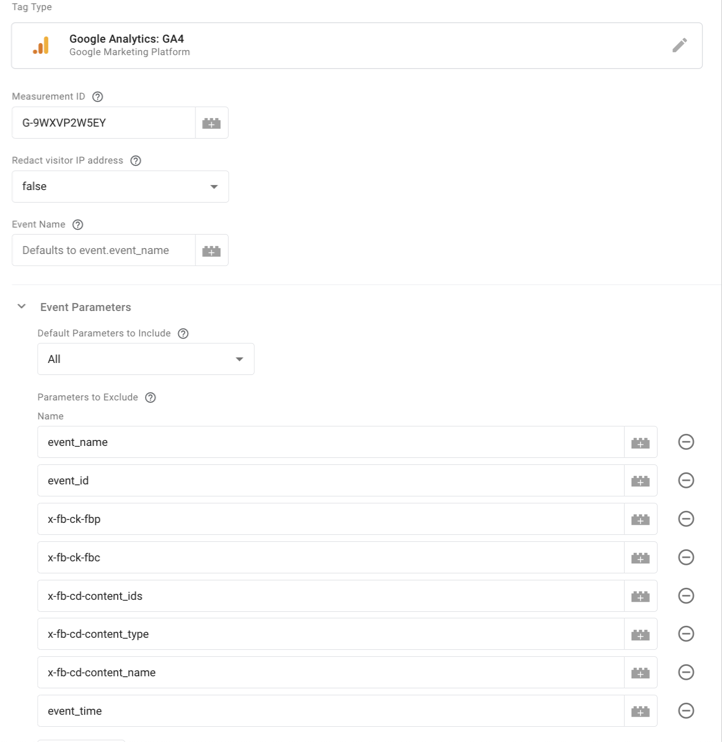 Tag Type
Google Analytics: GA4
Google Marketing Platform
Measurement ID
G-9WXVP2W5EY
Redact visitor IP address
false
Event Name
Defaults to event.event_name
Event Parameters
Default Parameters to Include
All
Parameters to Exclude
Name
event_name
event_id
x-fb-ck-fbp
x-fb-ck-fbc
x-fb-cd-content_ids
x-fb-cd-content_type
x-fb-cd-content_name
event_time